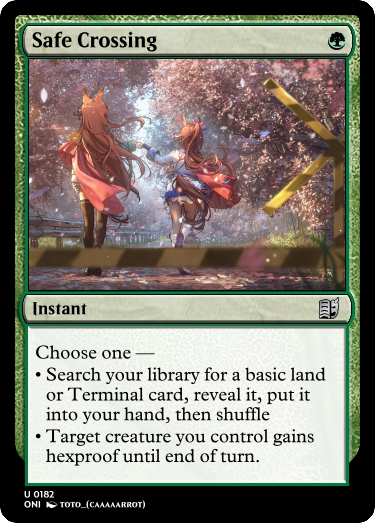 Safe Crossing
Instant
Choose one —
• Search your library for a basic land
or Terminal card, reveal it, put it
into your hand, then shuffle
• Target creature you control gains
hexproof until end of turn.
U 0182
ONI TOTO_(CAAAAARROT)